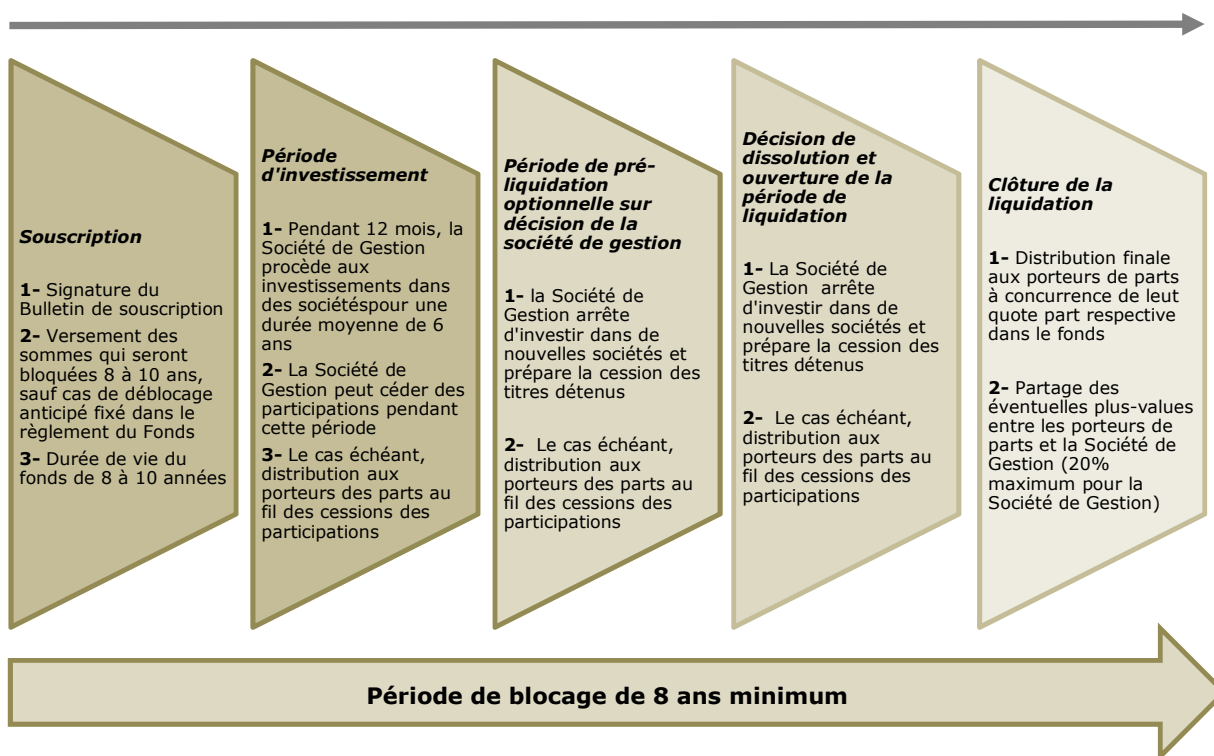 Souscription
1- Signature du
Bulletin de souscription
2- Versement des
sommes qui seront
bloquées 8 à 10 ans,
sauf cas de déblocage
anticipé fixé dans le
règlement du Fonds
3- Durée de vie du
fonds de 8 à 10 années
Période
d'investissement
1- Pendant 12 mois, la
Société de Gestion
procède aux
investissements dans
des sociétéspour une
durée moyenne de 6
ans
2- La Société de
Gestion peut céder des
participations pendant
cette période
3- Le cas échéant,
distribution aux
porteurs des parts au
fil des cessions des
participations
Période de pré-
liquidation
optionnelle sur
décision de la
société de gestion
1- la Société de
Gestion arrête
d'investir dans de
nouvelles sociétés et
prépare la cession des
titres détenus
2- Le cas échéant,
distribution aux
porteurs des parts au
fil des cessions des
participations
Décision de
dissolution et
ouverture de la
période de
liquidation
1- La Société de
Gestion arrête
d'investir dans de
nouvelles sociétés et
prépare la cession des
titres détenus
2- Le cas échéant,
distribution aux
porteurs des parts au
fil des cessions des
participations
Clôture de la
liquidation
1- Distribution finale
aux porteurs de parts
à concurrence de leut
quote part respective
dans le fonds
2- Partage des
éventuelles plus-values
entre les porteurs de
parts et la Société de
Gestion (20%
maximum pour la
Société de Gestion)
Période de blocage de 8 ans minimum